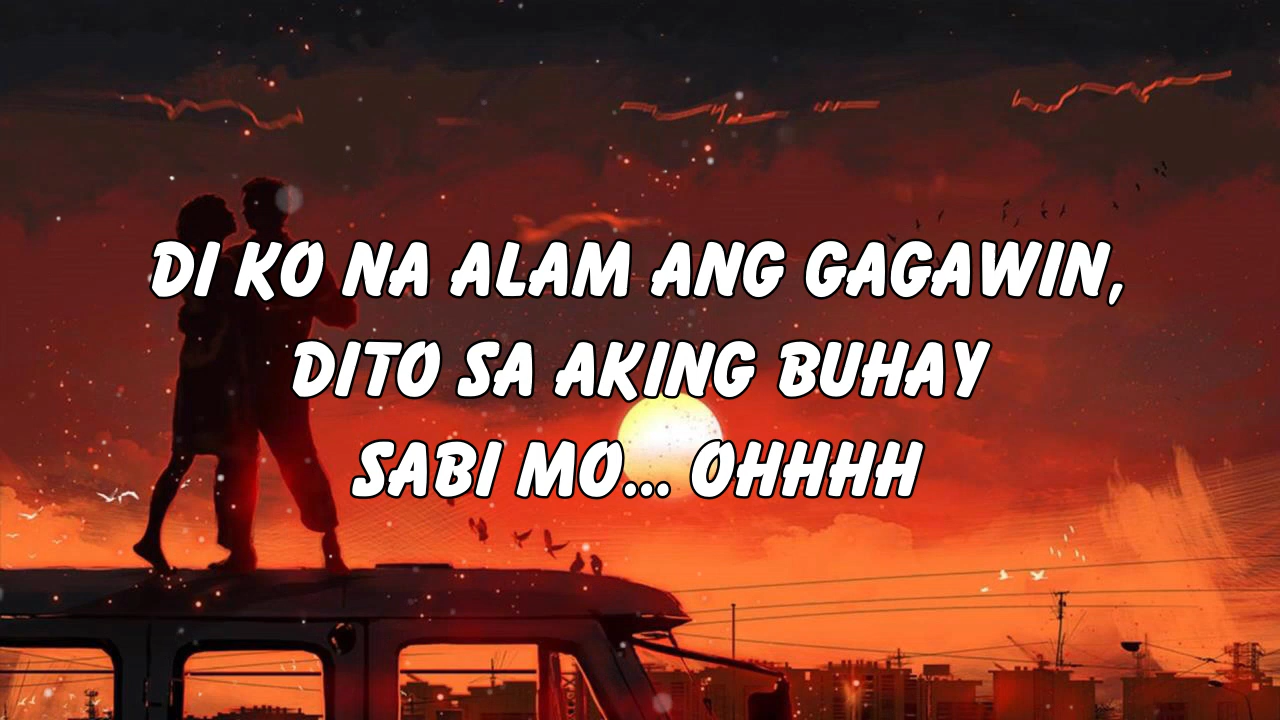 DI KO NA ALAM ANG GAGAWIN,
DITO SA AKING BUHAY
SABI MO... OHHHH